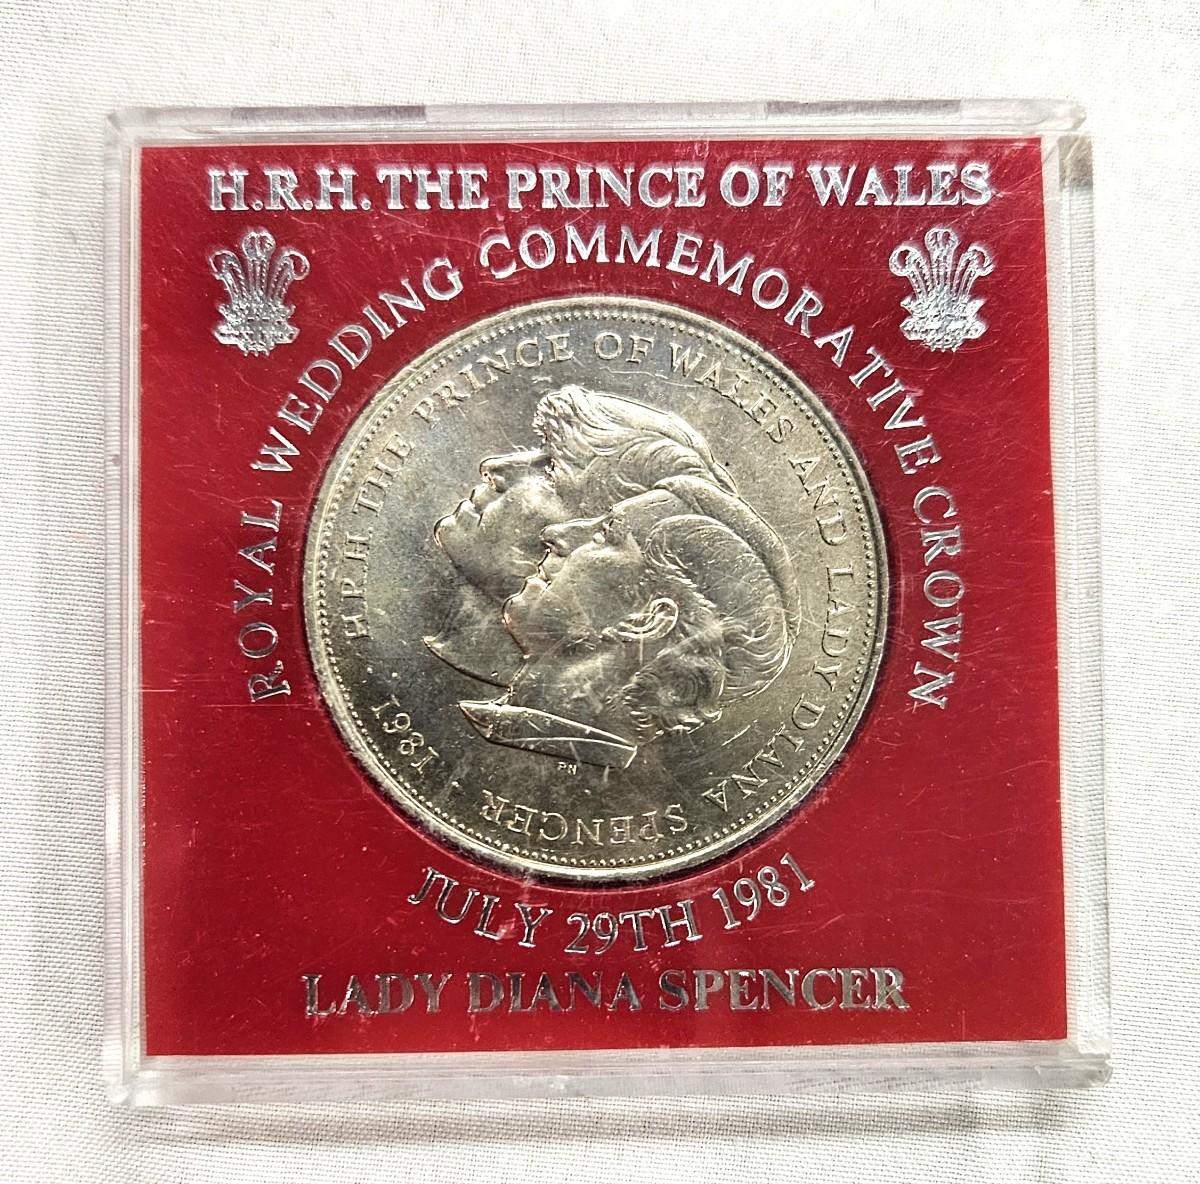 H.R.H. THE PRINCE OF WALES
ROYAL WEDDING COMMEMORATIVE CROWN
H.R.H. THE PRINCE OF WALES AND LADY DIANA SPENCER · 1981
PN
JULY 29TH 1981
LADY DIANA SPENCER